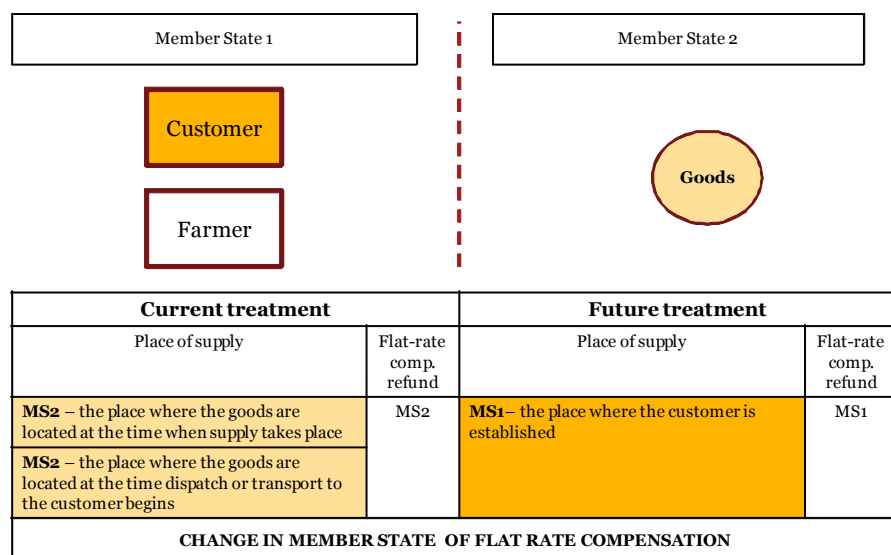 Member State 1
Member State 2
Customer
Farmer
Goods
Current treatment
Future treatment
Place of supply
Flat-rate
comp.
refund
Place of supply
Flat-rate
comp.
refund
MS2 – the place where the goods are
located at the time when supply takes place
MS2
MS1– the place where the customer is
established
MS1
MS2 – the place where the goods are
located at the time dispatch or transport to
the customer begins
CHANGE IN MEMBER STATE OF FLAT RATE COMPENSATION